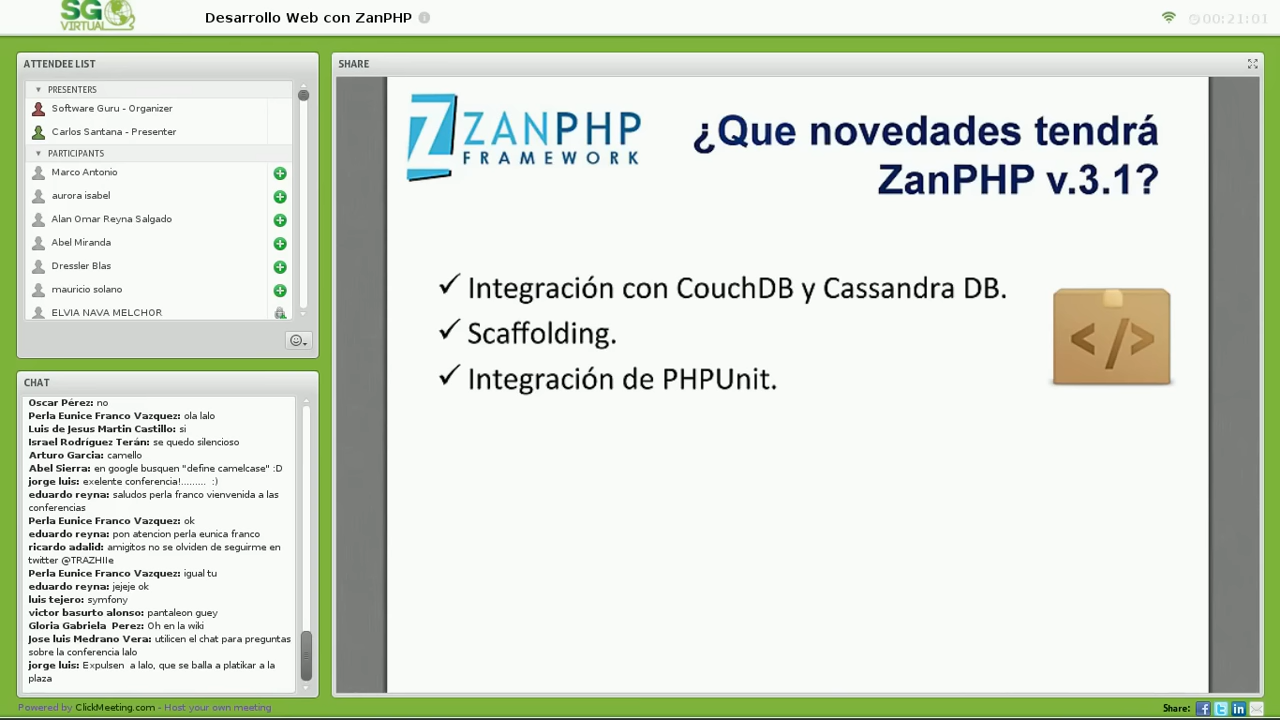 SG
VIRTUAL
Desarrollo Web con ZanPHP
00:21:01
ATTENDEE LIST
PRESENTERS
Software Guru - Organizer
Carlos Santana - Presenter
PARTICIPANTS
Marco Antonio
aurora isabel
Alan Omar Reyna Salgado
Abel Miranda
Dressler Blas
mauricio solano
ELVIA NAVA MELCHOR
CHAT
Oscar Pérez: no
Perla Eunice Franco Vazquez: ola lalo
Luis de Jesus Martin Castillo: si
Israel Rodríguez Terán: se quedo silencioso
Arturo Garcia: camello
Abel Sierra: en google busquen "define camelcase" :D
jorge luis: exelente conferencia!......... :)
eduardo reyna: saludos perla franco vienvenida a las
conferencias
Perla Eunice Franco Vazquez: ok
eduardo reyna: pon atencion perla eunica franco
ricardo adalid: amigitos no se olviden de seguirme en
twitter @TRAZHIIe
Perla Eunice Franco Vazquez: igual tu
eduardo reyna: jejeje ok
luis tejero: symfony
victor basurto alonso: pantaleon guey
Gloria Gabriela Perez: Oh en la wiki
Jose luis Medrano Vera: utilicen el chat para preguntas
sobre la conferencia lalo
jorge luis: Expulsen a lalo, que se balla a platikar a la
plaza
SHARE
ZANPHP
FRAMEWORK
¿Que novedades tendrá
ZanPHP v.3.1?
✓ Integración con CouchDB y Cassandra DB.
✓ Scaffolding.
✓ Integración de PHPUnit.
</>
Powered by ClickMeeting.com - Host your own meeting
Share: